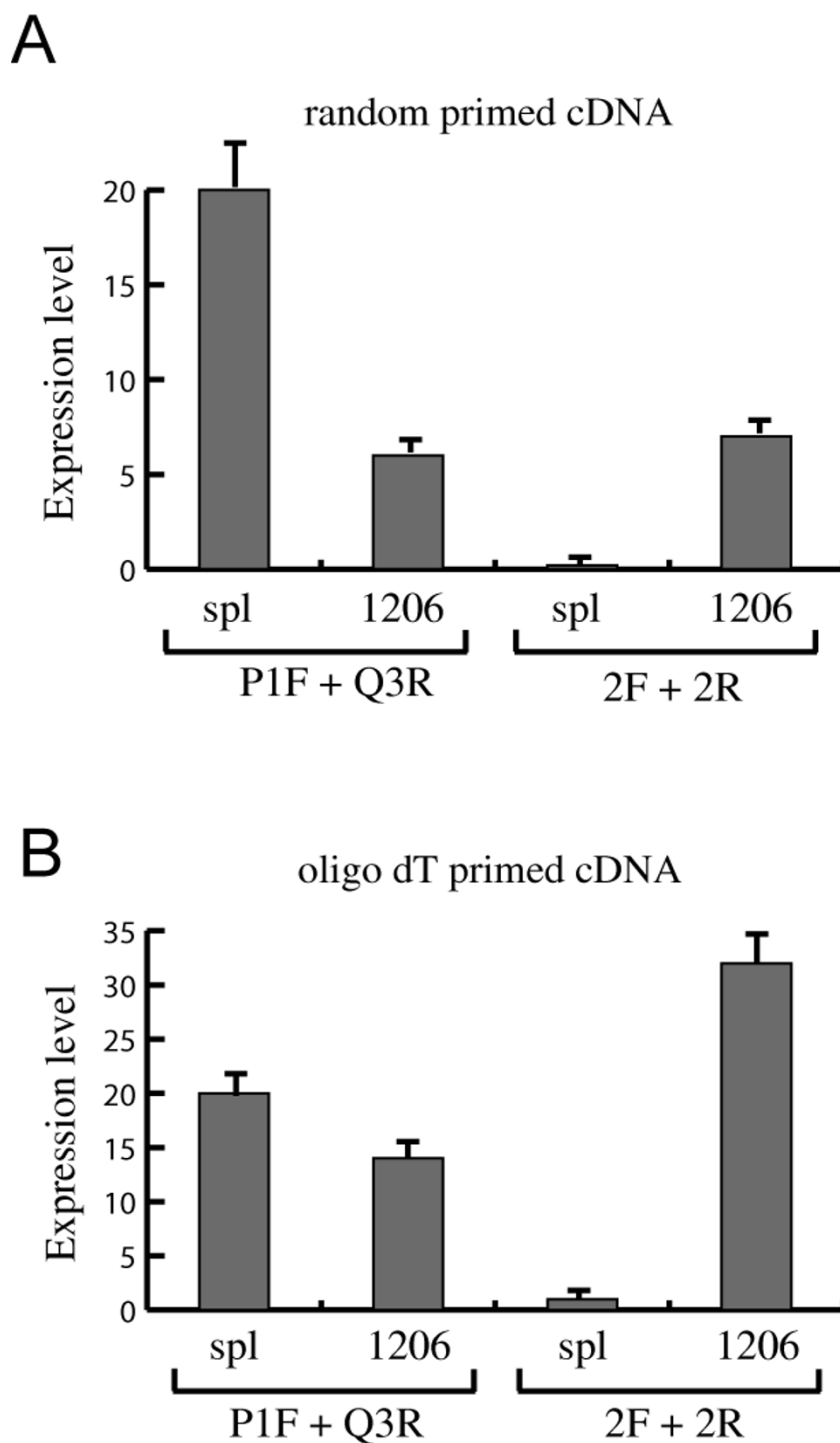 A
random primed cDNA
Expression level
20
15
10
5
0
spl 1206 spl 1206
P1F + Q3R 2F + 2R
B
oligo dT primed cDNA
Expression level
35
30
25
20
15
10
5
0
spl 1206 spl 1206
P1F + Q3R 2F + 2R